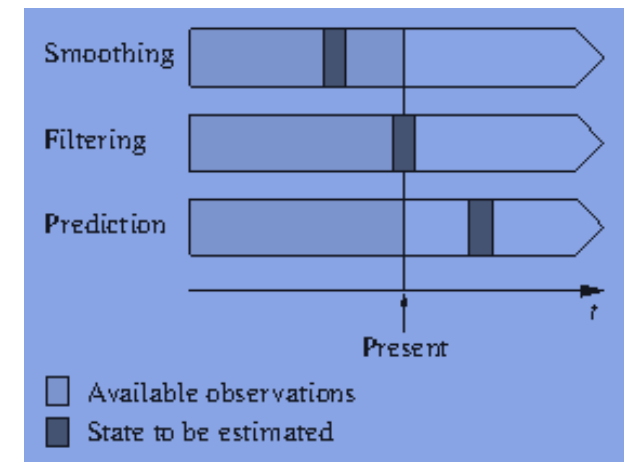 Smoothing
Filtering
Prediction
t
Present
Available observations
State to be estimated